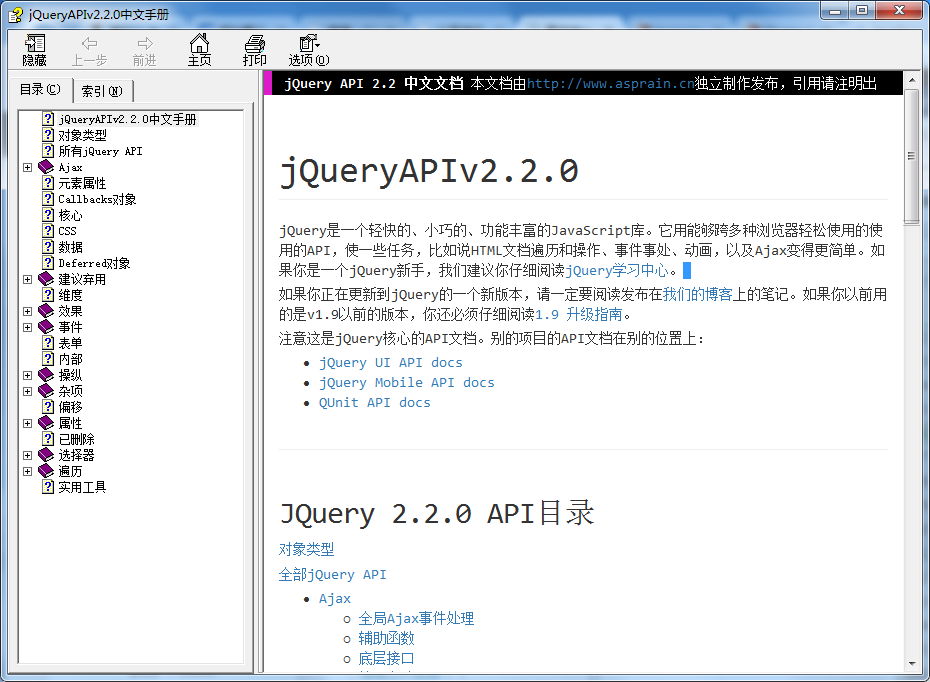 jQueryAPIv2.2.0中文手册
隐藏
上一步
前进
主页
打印
选项(O)
目录(C)
索引(N)
jQueryAPIv2.2.0中文手册
对象类型
所有jQuery API
Ajax
元素属性
Callbacks对象
核心
CSS
数据
Deferred对象
建议弃用
维度
效果
事件
表单
内部
操纵
杂项
偏移
属性
已删除
选择器
遍历
实用工具
jQuery API 2.2 中文文档 本文档由http://www.asprain.cn独立制作发布，引用请注明出
jQueryAPIv2.2.0
jQuery是一个轻快的、小巧的、功能丰富的JavaScript库。它用能够跨多种浏览器轻松使用的使
用的API，使一些任务，比如说HTML文档遍历和操作、事件事处、动画，以及Ajax变得更简单。如
果你是一个jQuery新手，我们建议你仔细阅读jQuery学习中心。
如果你正在更新到jQuery的一个新版本，请一定要阅读发布在我们的博客上的笔记。如果你以前用
的是v1.9以前的版本，你还必须仔细阅读1.9 升级指南。
注意这是jQuery核心的API文档。别的项目的API文档在别的位置上：
jQuery UI API docs
jQuery Mobile API docs
QUnit API docs
JQuery 2.2.0 API目录
对象类型
全部jQuery API
Ajax
全局Ajax事件处理
辅助函数
底层接口